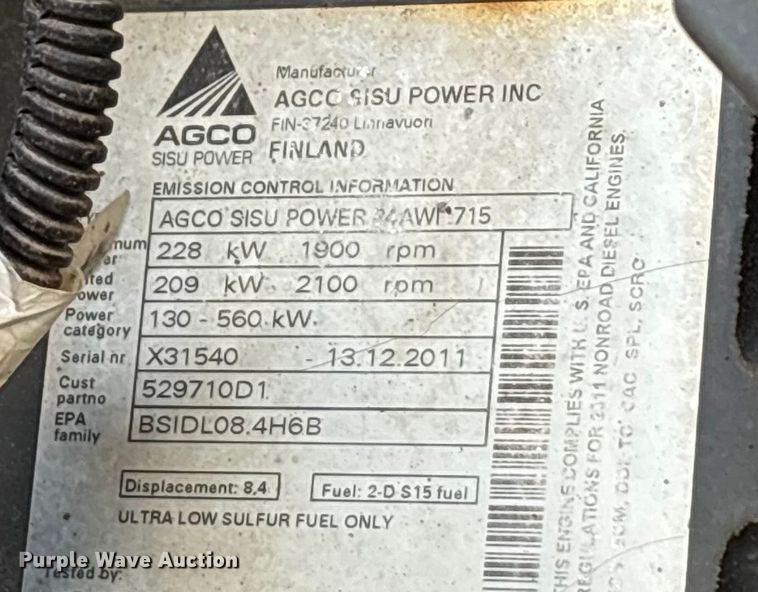 Manufacturer
AGCO SISU POWER INC
FIN-37240 Linnavuori
FINLAND
AGCO
SISU POWER
EMISSION CONTROL INFORMATION
AGCO SISU POWER 715
228 kW 1900 rpm
209 kW 2100 rpm
Power category 130 - 560 kW
Serial nr X31540 - 13.12.2011
Cust partno 529710D1
EPA family BSIDL08.4H6B
Displacement: 8,4
Fuel: 2-D S15 fuel
ULTRA LOW SULFUR FUEL ONLY
Tested by:
THIS ENGINE COMPLIES WITH U.S. EPA AND CALIFORNIA
REGULATIONS FOR 2011 NONROAD DIESEL ENGINES.
CAC, SPL, SCRC
Purple Wave Auction